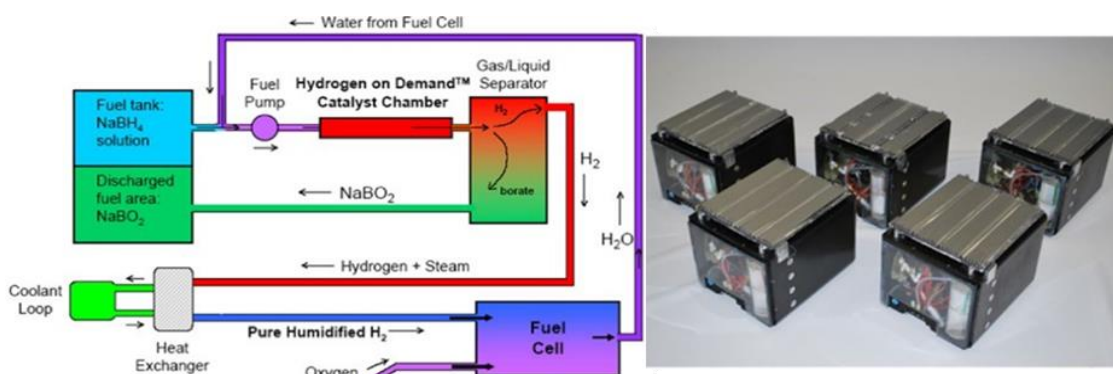 Water from Fuel Cell
Fuel
Pump
Hydrogen on Demand™
Catalyst Chamber
Gas/Liquid
Separator
Fuel tank:
NaBH₄
solution
H₂
Discharged
fuel area:
NaBO₂
NaBO₂
borate
H₂
H₂O
Hydrogen + Steam
Coolant
Loop
Pure Humidified H₂
Heat
Exchanger
Fuel
Cell
Oxygen